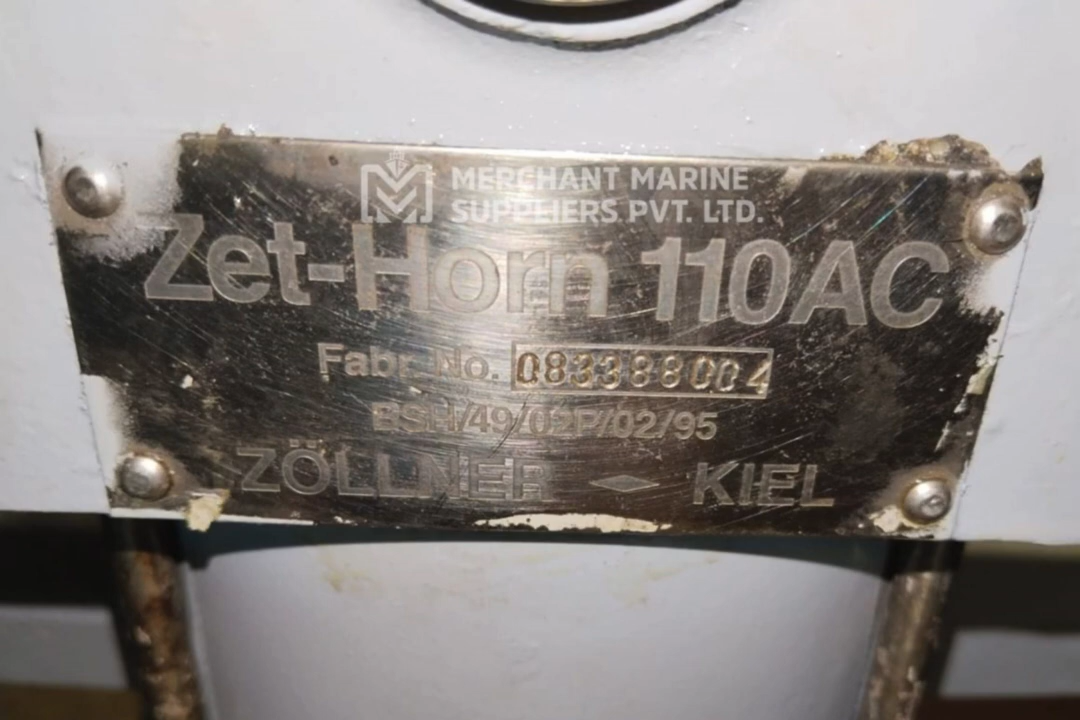 MERCHANT MARINE
SUPPLIERS PVT. LTD.
Zet-Horn 110AC
Fabr. No. 083388004
BSH/49/02P/02/95
ZÖLLNER KIEL